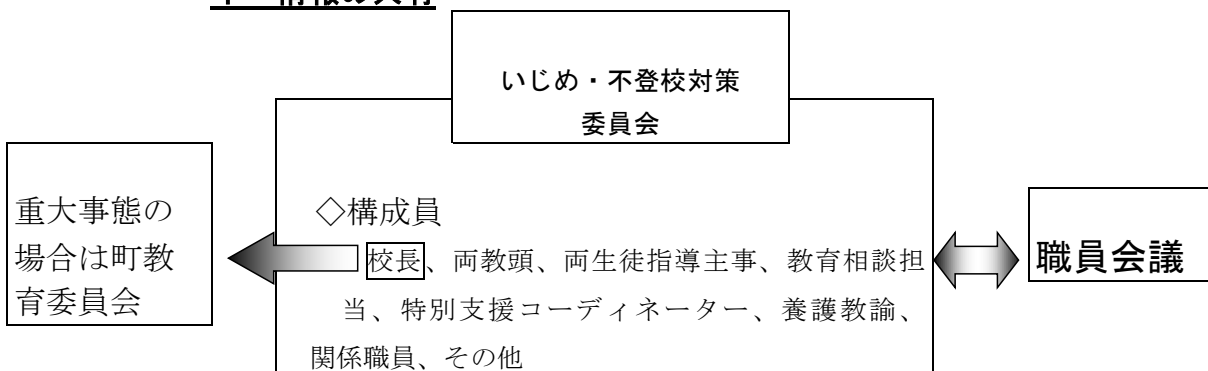 いじめ・不登校対策
委員会
重大事態の
場合は町教
育委員会
◇構成員
校長、両教頭、両生徒指導主事、教育相談担
当、特別支援コーディネーター、養護教諭、
関係職員、その他
職員会議